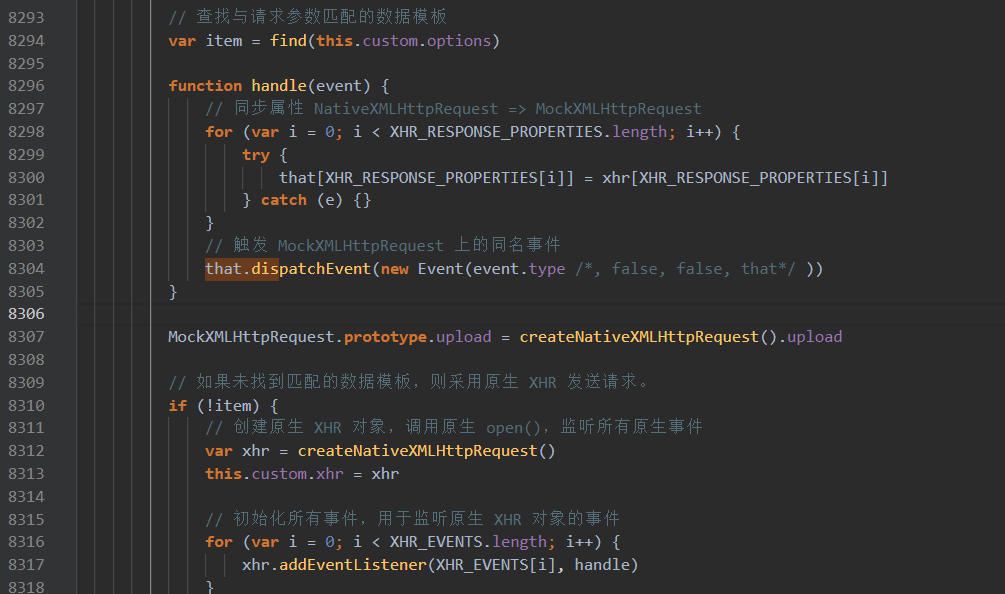 8293 // 查找与请求参数匹配的数据模板
8294 var item = find(this.custom.options)
8295
8296 function handle(event) {
8297 // 同步属性 NativeXMLHttpRequest => MockXMLHttpRequest
8298 for (var i = 0; i < XHR_RESPONSE_PROPERTIES.length; i++) {
8299 try {
8300 that[XHR_RESPONSE_PROPERTIES[i]] = xhr[XHR_RESPONSE_PROPERTIES[i]]
8301 } catch (e) {}
8302 }
8303 // 触发 MockXMLHttpRequest 上的同名事件
8304 that.dispatchEvent(new Event(event.type /*, false, false, that*/ ))
8305 }
8306
8307 MockXMLHttpRequest.prototype.upload = createNativeXMLHttpRequest().upload
8308
8309 // 如果未找到匹配的数据模板，则采用原生 XHR 发送请求。
8310 if (!item) {
8311 // 创建原生 XHR 对象，调用原生 open()，监听所有原生事件
8312 var xhr = createNativeXMLHttpRequest()
8313 this.custom.xhr = xhr
8314
8315 // 初始化所有事件，用于监听原生 XHR 对象的事件
8316 for (var i = 0; i < XHR_EVENTS.length; i++) {
8317 xhr.addEventListener(XHR_EVENTS[i], handle)
8318 }